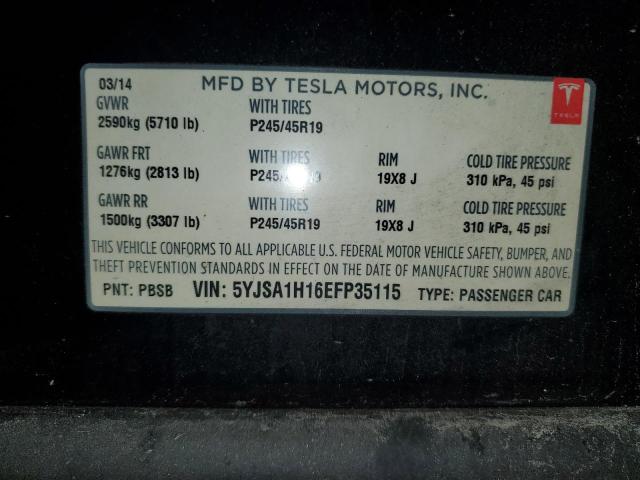 03/14 MFD BY TESLA MOTORS, INC.
TESLA
GVWR WITH TIRES
2590kg (5710 lb) P245/45R19
GAWR FRT WITH TIRES RIM COLD TIRE PRESSURE
1276kg (2813 lb) 19X8 J 310 kPa, 45 psi
GAWR RR WITH TIRES RIM COLD TIRE PRESSURE
1500kg (3307 lb) P245/45R19 19X8 J 310 kPa, 45 psi
THIS VEHICLE CONFORMS TO ALL APPLICABLE U.S. FEDERAL MOTOR VEHICLE SAFETY, BUMPER, AND
THEFT PREVENTION STANDARDS IN EFFECT ON THE DATE OF MANUFACTURE SHOWN ABOVE.
PNT: PBSB VIN: 5YJSA1H16EFP35115 TYPE: PASSENGER CAR